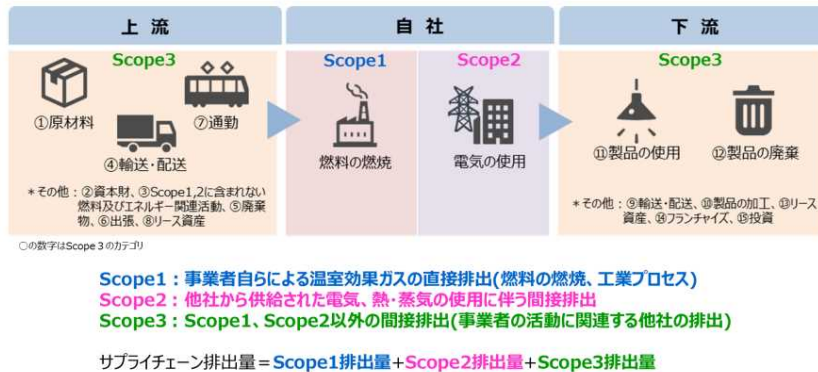 上 流
自 社
下 流
Scope3
①原材料
⑦通勤
④輸送・配送
＊その他：②資本財、③Scope1,2に含まれない
燃料及びエネルギー関連活動、⑤廃棄
物、⑥出張、⑧リース資産
Scope1
燃料の燃焼
Scope2
電気の使用
Scope3
⑪製品の使用
⑫製品の廃棄
＊その他：⑨輸送・配送、⑩製品の加工、⑬リース
資産、⑭フランチャイズ、⑮投資
○の数字はScope 3 のカテゴリ
Scope1：事業者自らによる温室効果ガスの直接排出(燃料の燃焼、工業プロセス)
Scope2：他社から供給された電気、熱・蒸気の使用に伴う間接排出
Scope3：Scope1、Scope2以外の間接排出(事業者の活動に関連する他社の排出)
サプライチェーン排出量＝Scope1排出量+Scope2排出量+Scope3排出量